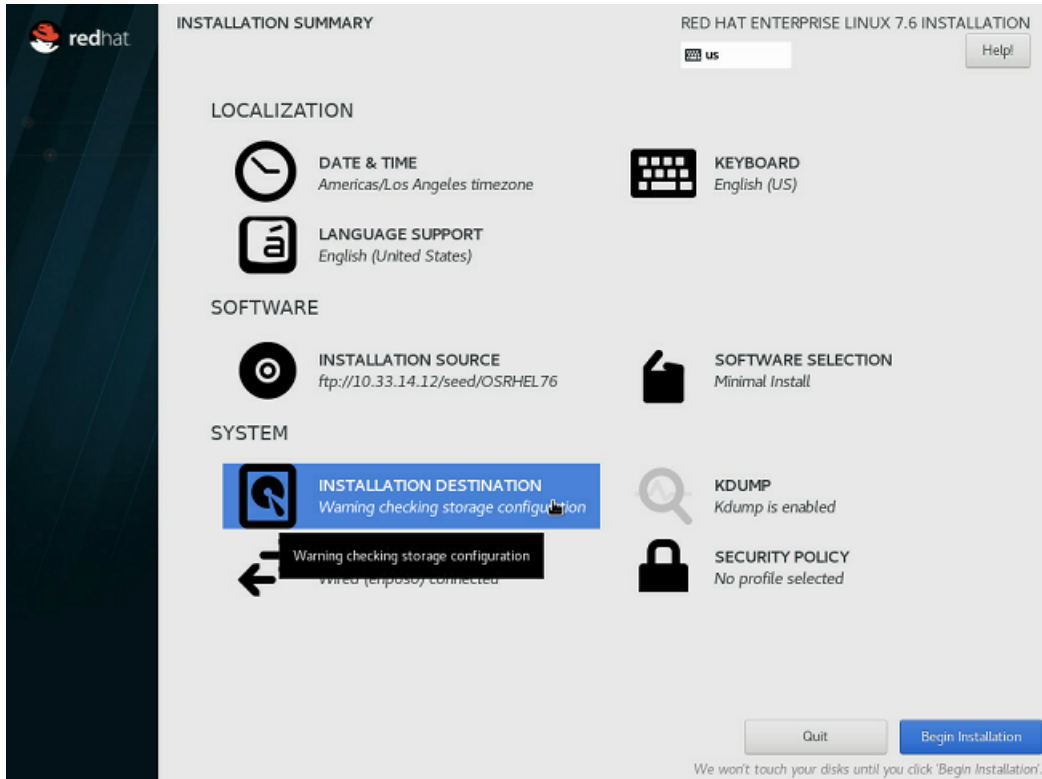 redhat.
INSTALLATION SUMMARY
RED HAT ENTERPRISE LINUX 7.6 INSTALLATION
us
Help!
LOCALIZATION
DATE & TIME
Americas/Los Angeles timezone
KEYBOARD
English (US)
LANGUAGE SUPPORT
English (United States)
SOFTWARE
INSTALLATION SOURCE
ftp://10.33.14.12/seed/OSRHEL76
SOFTWARE SELECTION
Minimal Install
SYSTEM
INSTALLATION DESTINATION
Warning checking storage configuration
KDUMP
Kdump is enabled
Warning checking storage configuration
Wired connected
SECURITY POLICY
No profile selected
Quit
Begin Installation
We won't touch your disks until you click 'Begin Installation'.